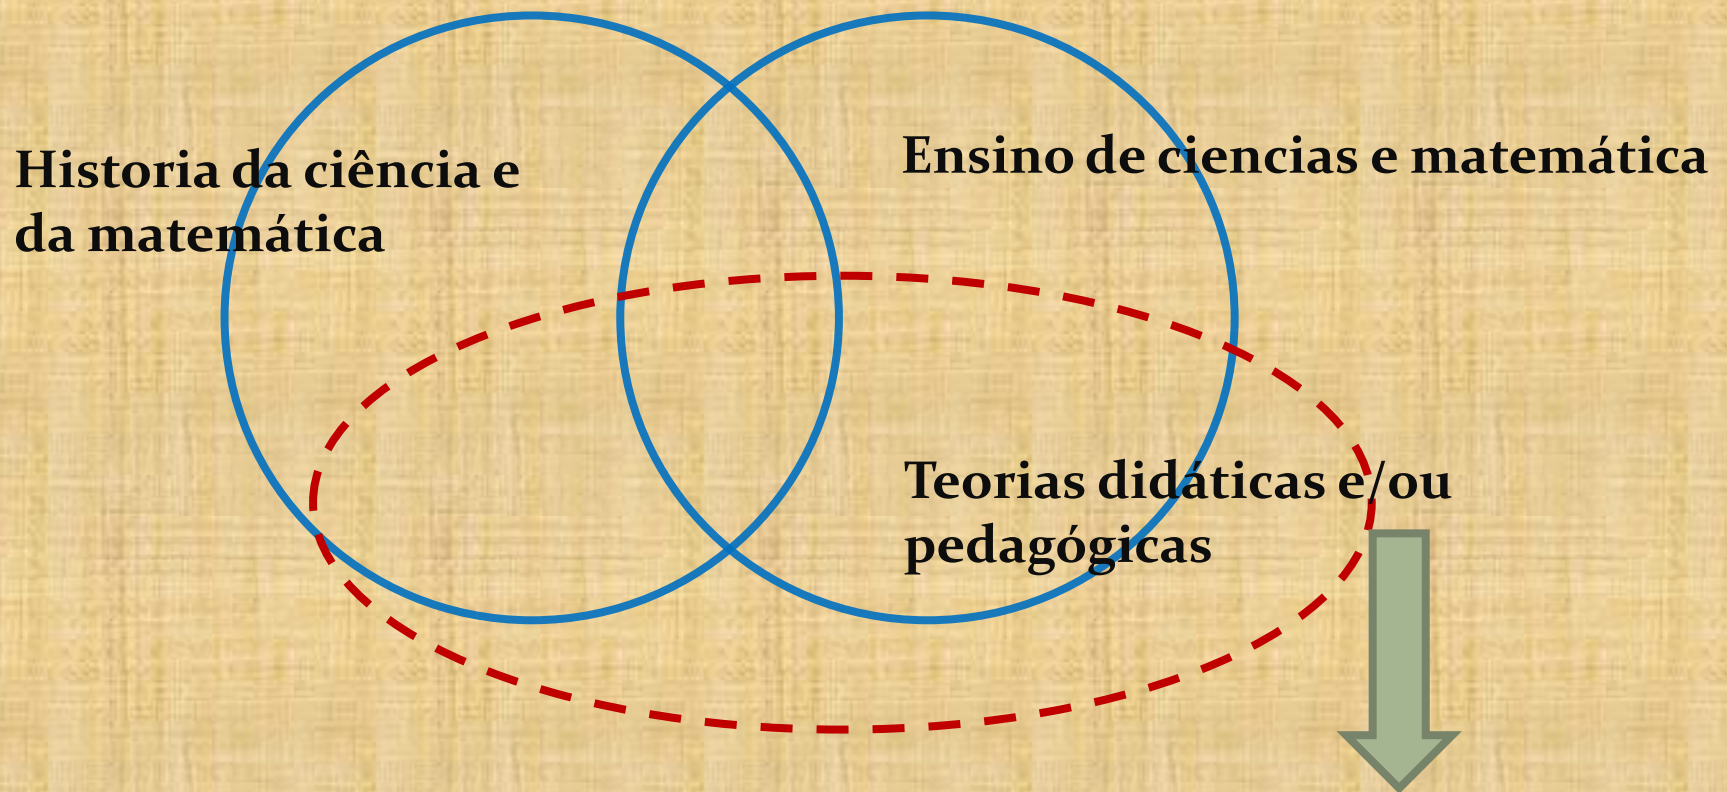 Historia da ciência e
da matemática
Ensino de ciencias e matemática
Teorias didáticas e/ou
pedagógicas